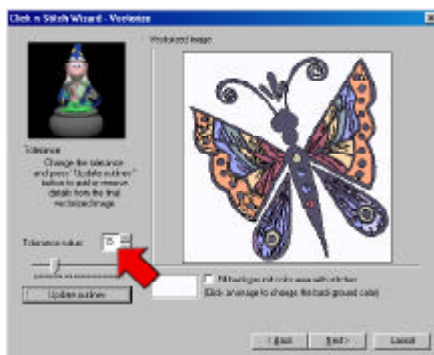 Click n Stitch Wizard - Vectorize
Vectorized image
Tolerance
Change the tolerance
and press "Update outlines"
button to add or remove
details from the final
vectorized image.
Tolerance value:
Update outlines
Fill background color area with stitches
(Click on image to change the background color)
< Back
Next >
Cancel